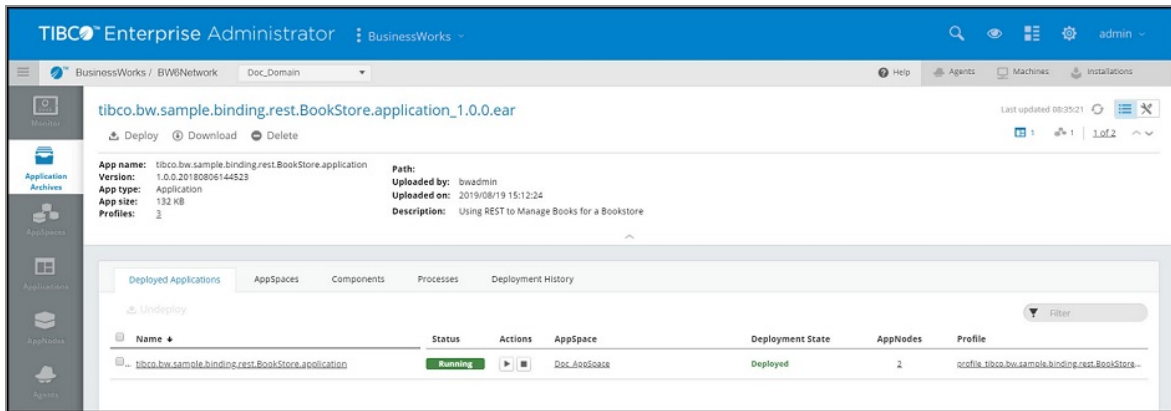 TIBCO™ Enterprise Administrator BusinessWorks admin
BusinessWorks / BW6Network Doc_Domain Help Agents Machines Installations
Monitor
tibco.bw.sample.binding.rest.BookStore.application_1.0.0.ear Last updated 08:35:21
Deploy Download Delete 1 1 1 of 2
Application Archives
App name: tibco.bw.sample.binding.rest.BookStore.application
Version: 1.0.0.20180806144523
App type: Application
App size: 132 KB
Profiles: 3
Path:
Uploaded by: bwadmin
Uploaded on: 2019/08/19 15:12:24
Description: Using REST to Manage Books for a Bookstore
AppSpaces
Applications
AppNodes
Agents
Deployed Applications AppSpaces Components Processes Deployment History
Undeploy Filter
Name Status Actions AppSpace Deployment State AppNodes Profile
... tibco.bw.sample.binding.rest.BookStore.application Running Doc_AppSpace Deployed 2 profile_tibco.bw.sample.binding.rest.BookStore...